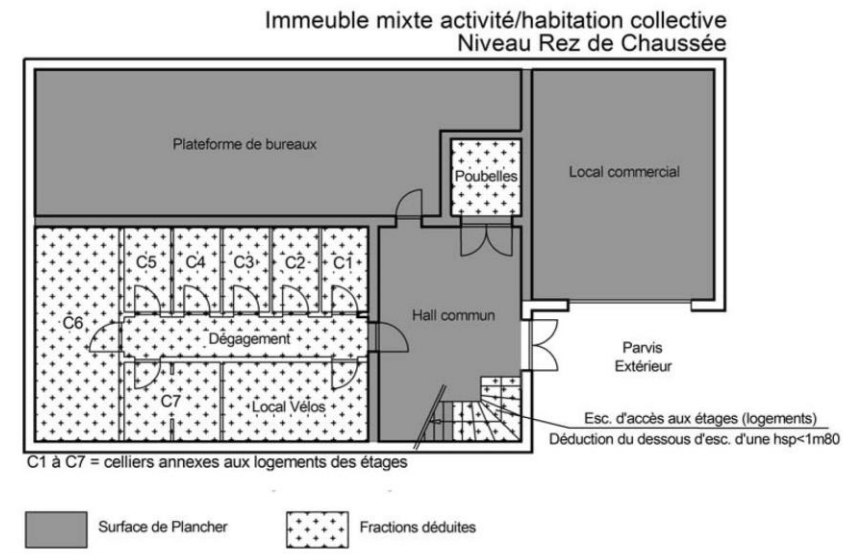 Immeuble mixte activité/habitation collective
Niveau Rez de Chaussée
Plateforme de bureaux
Poubelles
Local commercial
C5
C4
C3
C2
C1
C6
Dégagement
Hall commun
Parvis
Extérieur
C7
Local Vélos
Esc. d'accès aux étages (logements)
Déduction du dessous d'esc. d'une hsp<1m80
C1 à C7 = celliers annexes aux logements des étages
Surface de Plancher
Fractions déduites